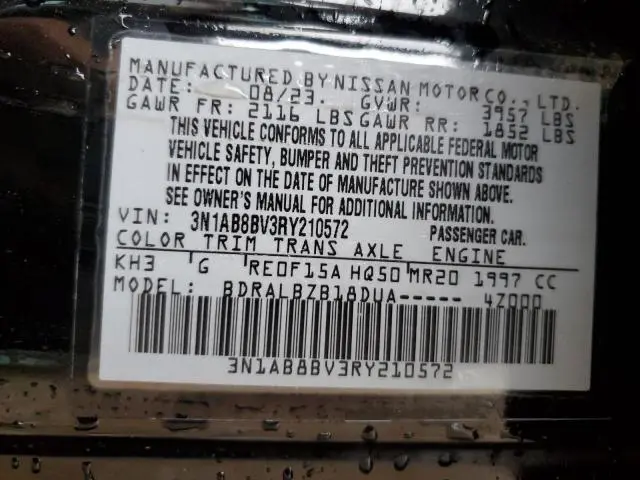 MANUFACTURED BY NISSAN MOTOR CO., LTD.
DATE: 08/23. GVWR: 3957 LBS
GAWR FR: 2116 LBS GAWR RR: 1852 LBS
THIS VEHICLE CONFORMS TO ALL APPLICABLE FEDERAL MOTOR
VEHICLE SAFETY, BUMPER AND THEFT PREVENTION STANDARDS
IN EFFECT ON THE DATE OF MANUFACTURE SHOWN ABOVE.
SEE OWNER'S MANUAL FOR ADDITIONAL INFORMATION.
VIN: 3N1AB8BV3RY210572 PASSENGER CAR.
COLOR TRIM TRANS AXLE ENGINE
KH3 G RE0F15A HQ50 MR20 1997 CC
MODEL: BDRALBZB18DUA----- 4Z000
3N1AB8BV3RY210572